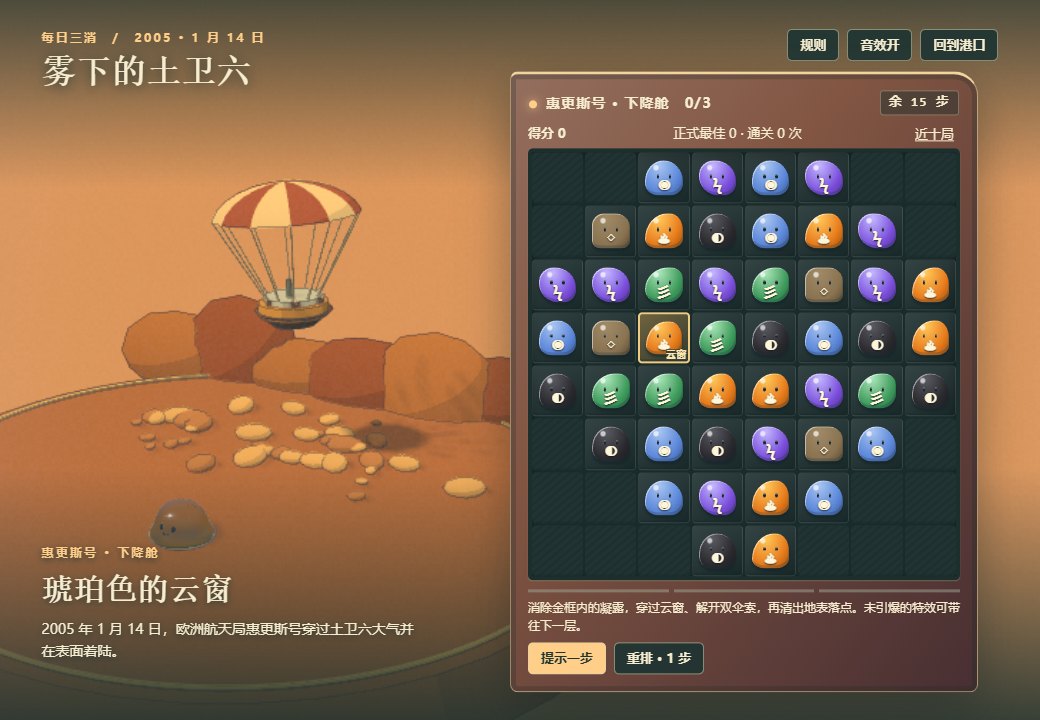 每日三消 / 2005 · 1 月 14 日
雾下的土卫六
规则
音效开
回到港口
惠更斯号 · 下降舱 0/3
余 15 步
得分 0
正式最佳 0 · 通关 0 次
近十局
云窗
惠更斯号 · 下降舱
琥珀色的云窗
2005 年 1 月 14 日，欧洲航天局惠更斯号穿过土卫六大气并
在表面着陆。
消除金框内的凝露，穿过云窗、解开双伞索，再清出地表落点。未引爆的特效可带
往下一层。
提示一步
重排 · 1 步